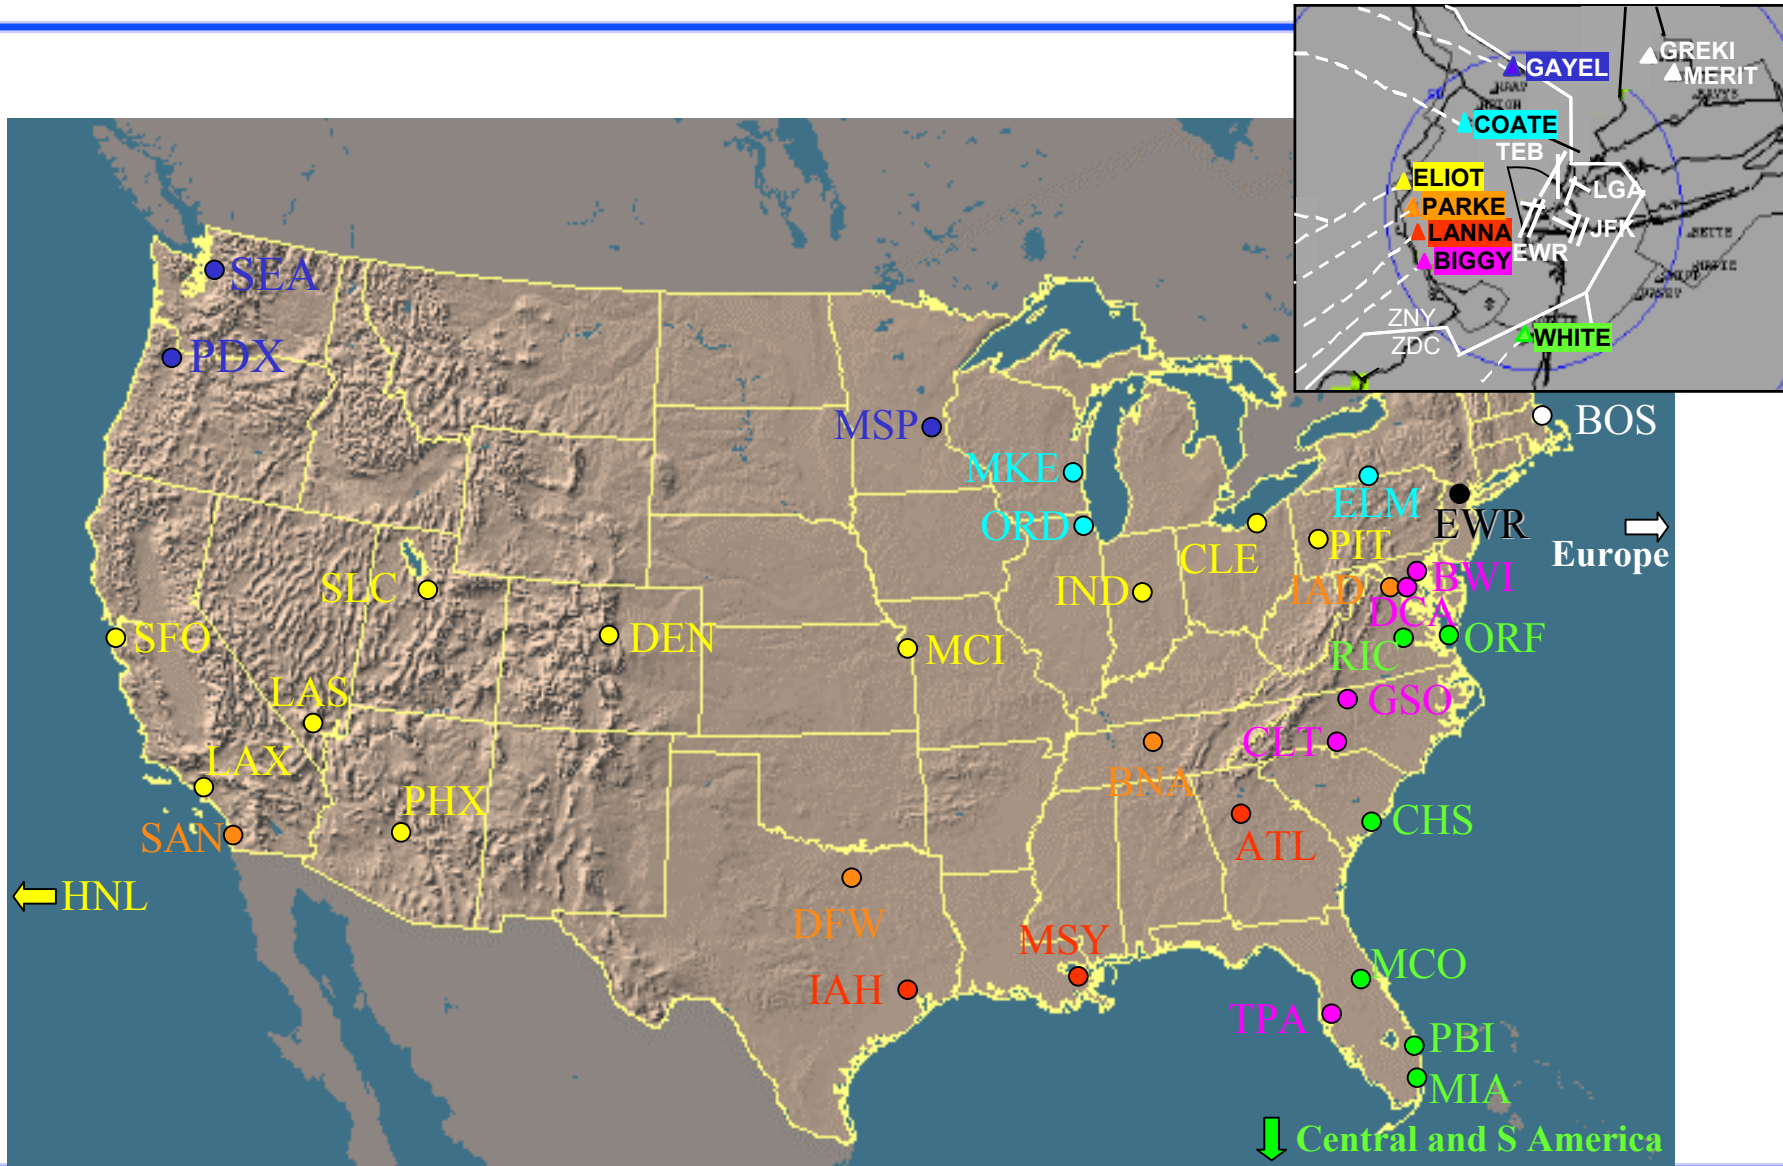 GAYEL
GREKI
MERIT
COATE
TEB
ELIOT
LGA
PARKE
LANNA
JFK
EWR
BIGGY
ZNY
ZDC
WHITE
SEA
PDX
MSP
BOS
MKE
ELM
ORD
EWR
CLE
PIT
Europe
SLC
IND
IAD
BWI
DCA
SFO
DEN
MCI
RIC
ORF
LAS
GSO
CLT
LAX
BNA
PHX
CHS
SAN
ATL
HNL
DFW
MSY
MCO
IAH
TPA
PBI
MIA
Central and S America